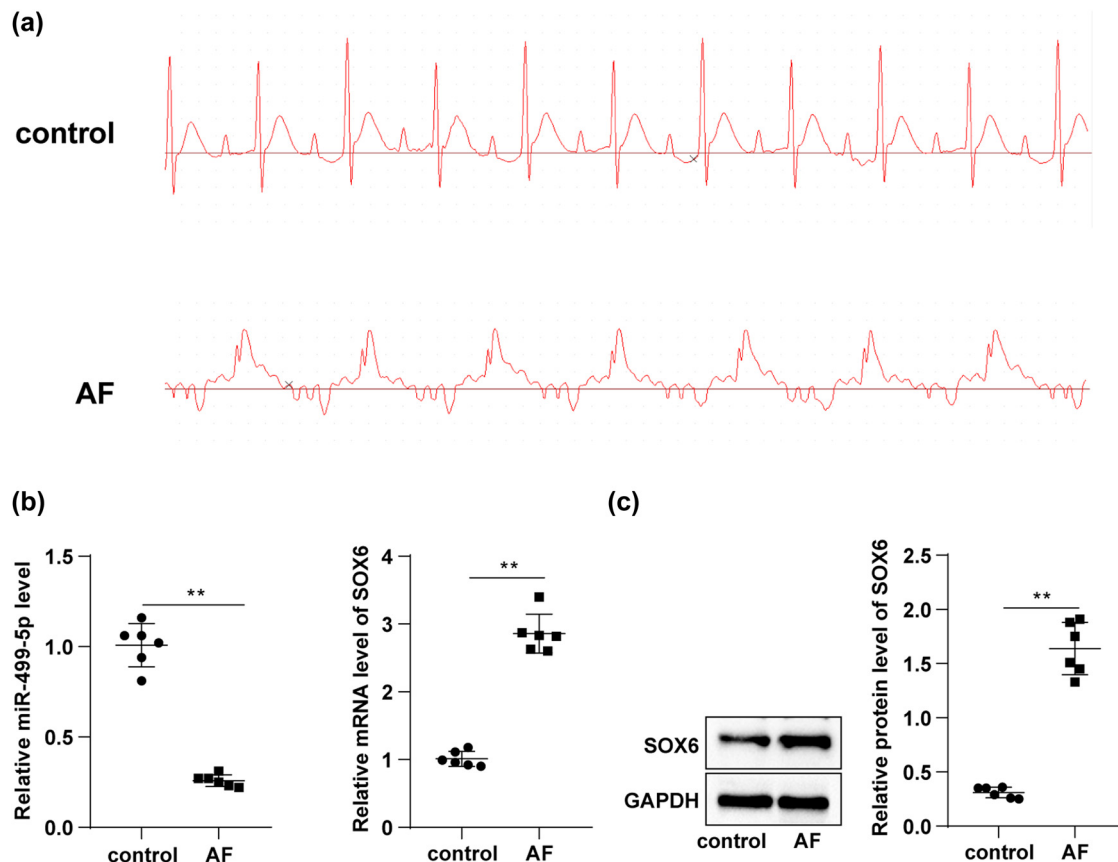 (a)
control
AF
(b)
Relative miR-499-5p level
1.5
1.0
0.5
0.0
**
control AF
Relative mRNA level of SOX6
4
3
2
1
0
**
control AF
(c)
SOX6
GAPDH
control AF
Relative protein level of SOX6
2.5
2.0
1.5
1.0
0.5
0.0
**
control AF